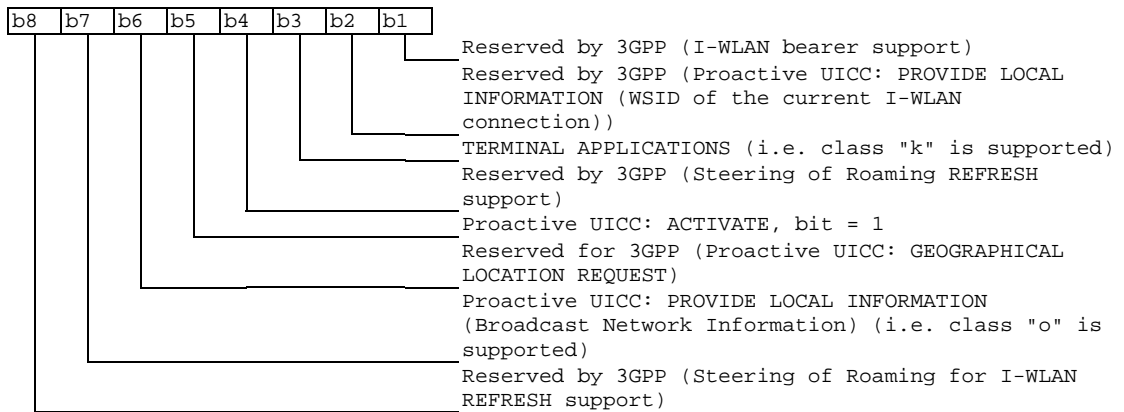 b8 b7 b6 b5 b4 b3 b2 b1
Reserved by 3GPP (I-WLAN bearer support)
Reserved by 3GPP (Proactive UICC: PROVIDE LOCAL
INFORMATION (WSID of the current I-WLAN
connection))
TERMINAL APPLICATIONS (i.e. class "k" is supported)
Reserved by 3GPP (Steering of Roaming REFRESH
support)
Proactive UICC: ACTIVATE, bit = 1
Reserved for 3GPP (Proactive UICC: GEOGRAPHICAL
LOCATION REQUEST)
Proactive UICC: PROVIDE LOCAL INFORMATION
(Broadcast Network Information) (i.e. class "o" is
supported)
Reserved by 3GPP (Steering of Roaming for I-WLAN
REFRESH support)